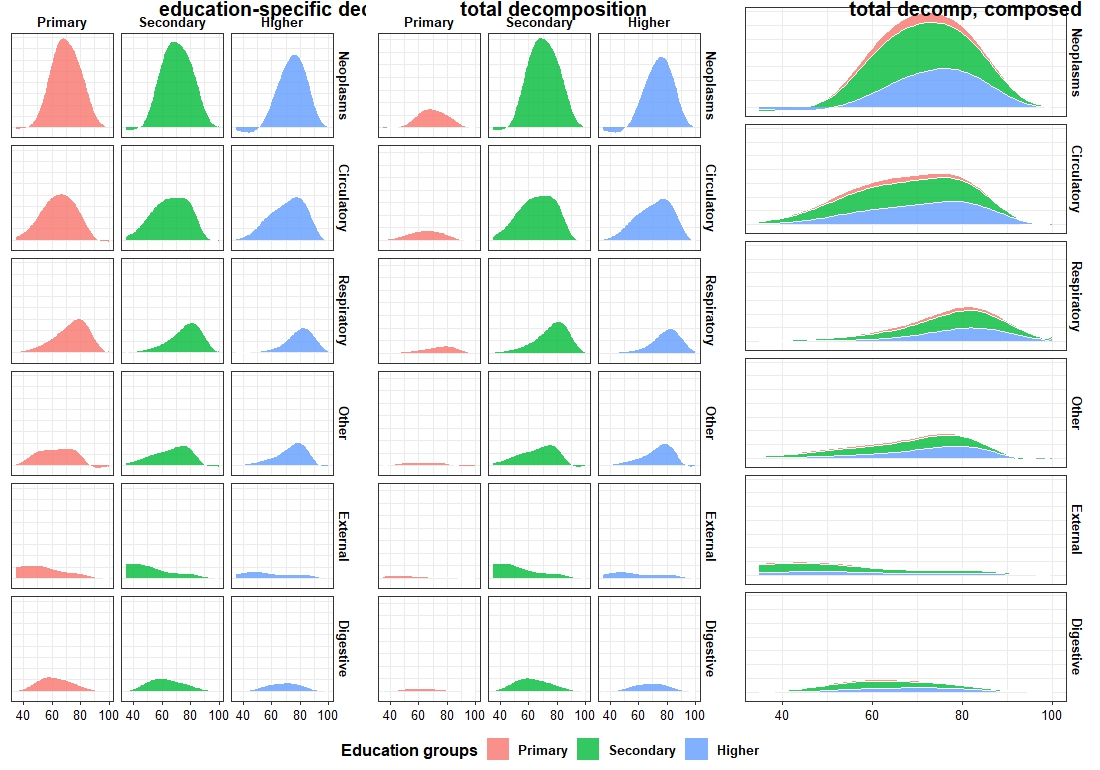 education-specific dec
total decomposition
total decomp, composed
Primary
Secondary
Higher
Primary
Secondary
Higher
Neoplasms
Neoplasms
Neoplasms
Circulatory
Circulatory
Circulatory
Respiratory
Respiratory
Respiratory
Other
Other
Other
External
External
External
Digestive
Digestive
Digestive
40 60 80 100 40 60 80 100 40 60 80 100
40 60 80 100 40 60 80 100 40 60 80 100
40 60 80 100
Education groups Primary Secondary Higher